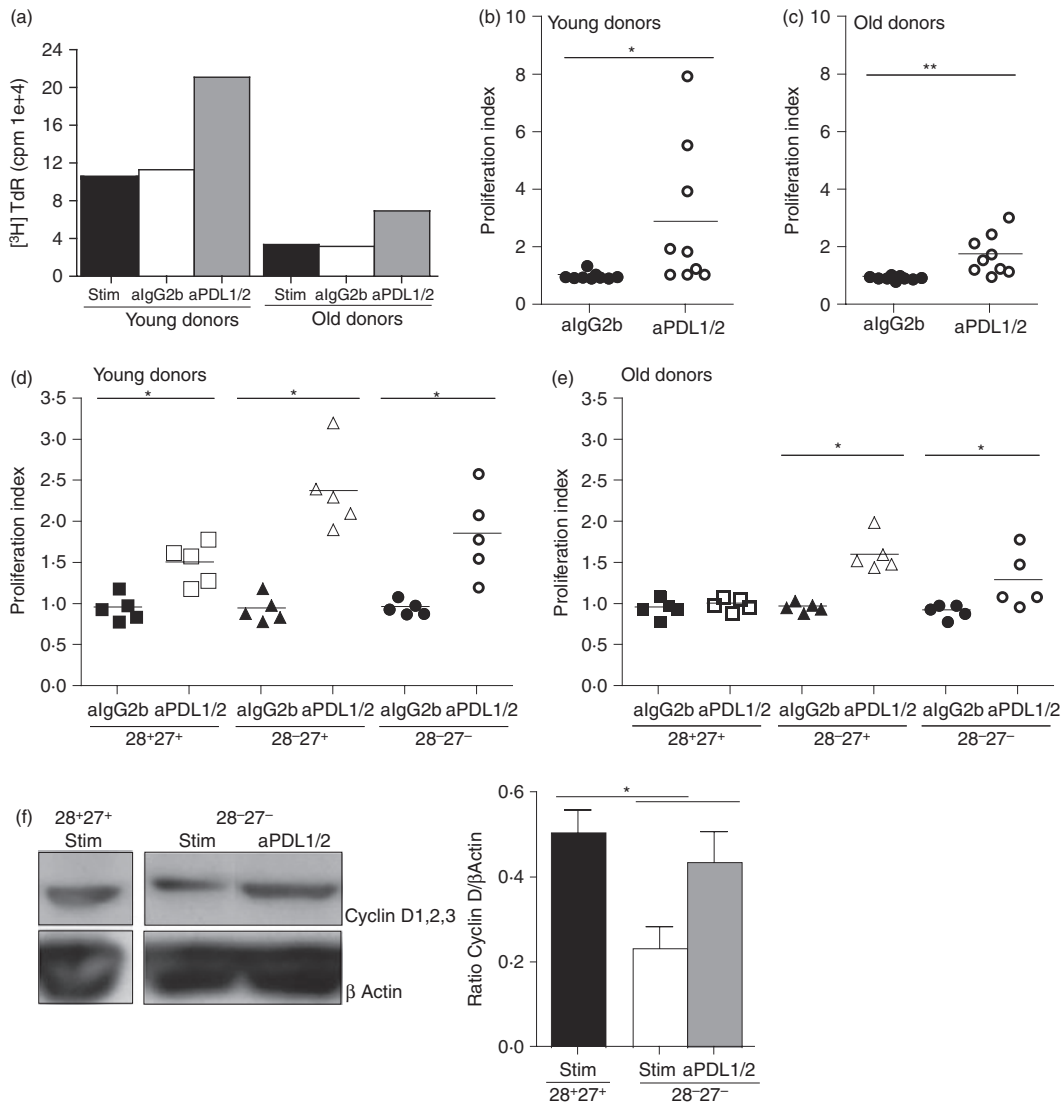 (a)
[³H] TdR (cpm 1e+4)
24
20
16
12
8
4
0
Stim aIgG2b aPDL1/2 Stim aIgG2b aPDL1/2
Young donors Old donors
(b) Young donors
Proliferation index
10
8
6
4
2
0
*
aIgG2b aPDL1/2
(c) Old donors
Proliferation index
10
8
6
4
2
0
**
aIgG2b aPDL1/2
(d) Young donors
Proliferation index
3·5
3·0
2·5
2·0
1·5
1·0
0·5
0·0
* * *
aIgG2b aPDL1/2 aIgG2b aPDL1/2 aIgG2b aPDL1/2
28⁺27⁺ 28⁻27⁺ 28⁻27⁻
(e) Old donors
Proliferation index
3·5
3·0
2·5
2·0
1·5
1·0
0·5
0·0
* *
aIgG2b aPDL1/2 aIgG2b aPDL1/2 aIgG2b aPDL1/2
28⁺27⁺ 28⁻27⁺ 28⁻27⁻
(f) 28⁺27⁺ 28⁻27⁻
Stim Stim aPDL1/2
Cyclin D1,2,3
β Actin
Ratio Cyclin D/βActin
0·6
0·4
0·2
0·0
*
Stim Stim aPDL1/2
28⁺27⁺ 28⁻27⁻